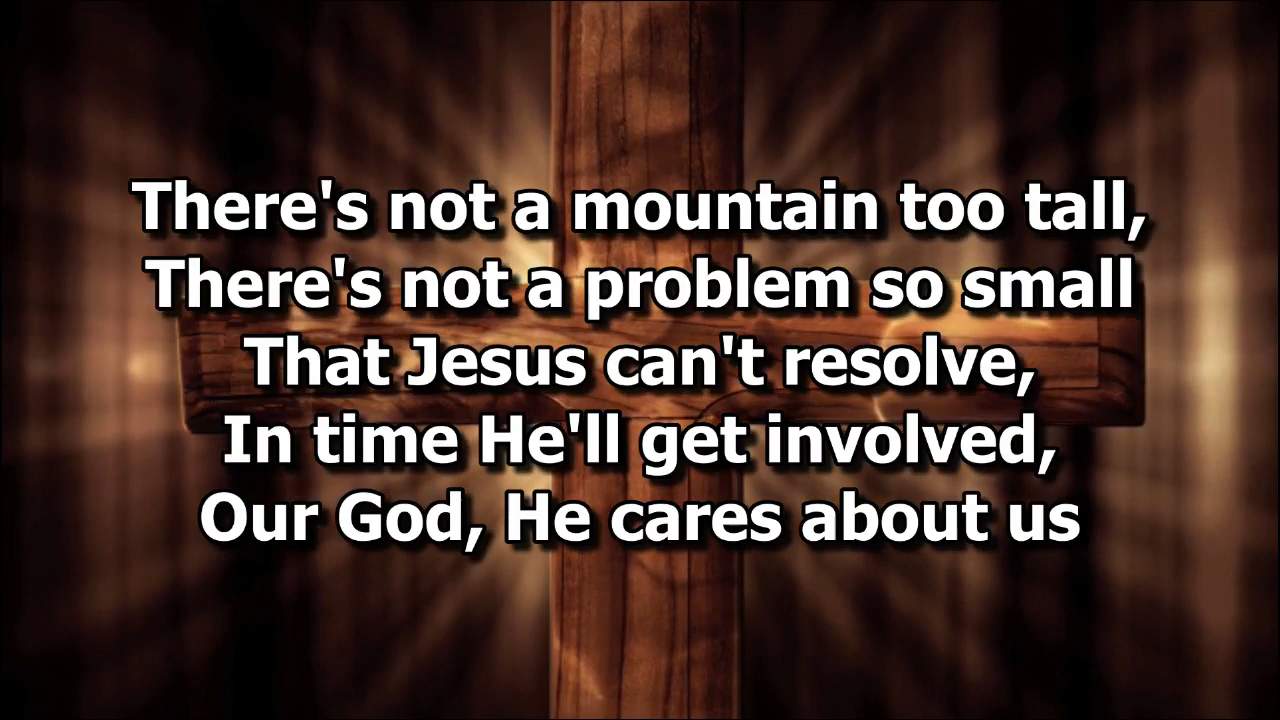 There's not a mountain too tall,
There's not a problem so small
That Jesus can't resolve,
In time He'll get involved,
Our God, He cares about us